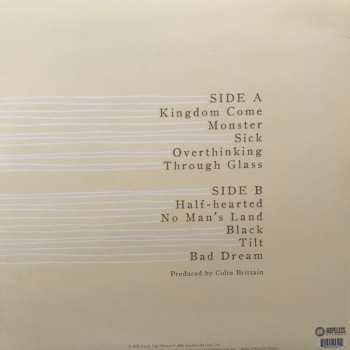 SIDE A
Kingdom Come
Monster
Sick
Overthinking
Through Glass
SIDE B
Half-hearted
No Man's Land
Black
Tilt
Bad Dream
Produced by Colin Brittain
HOPELESS